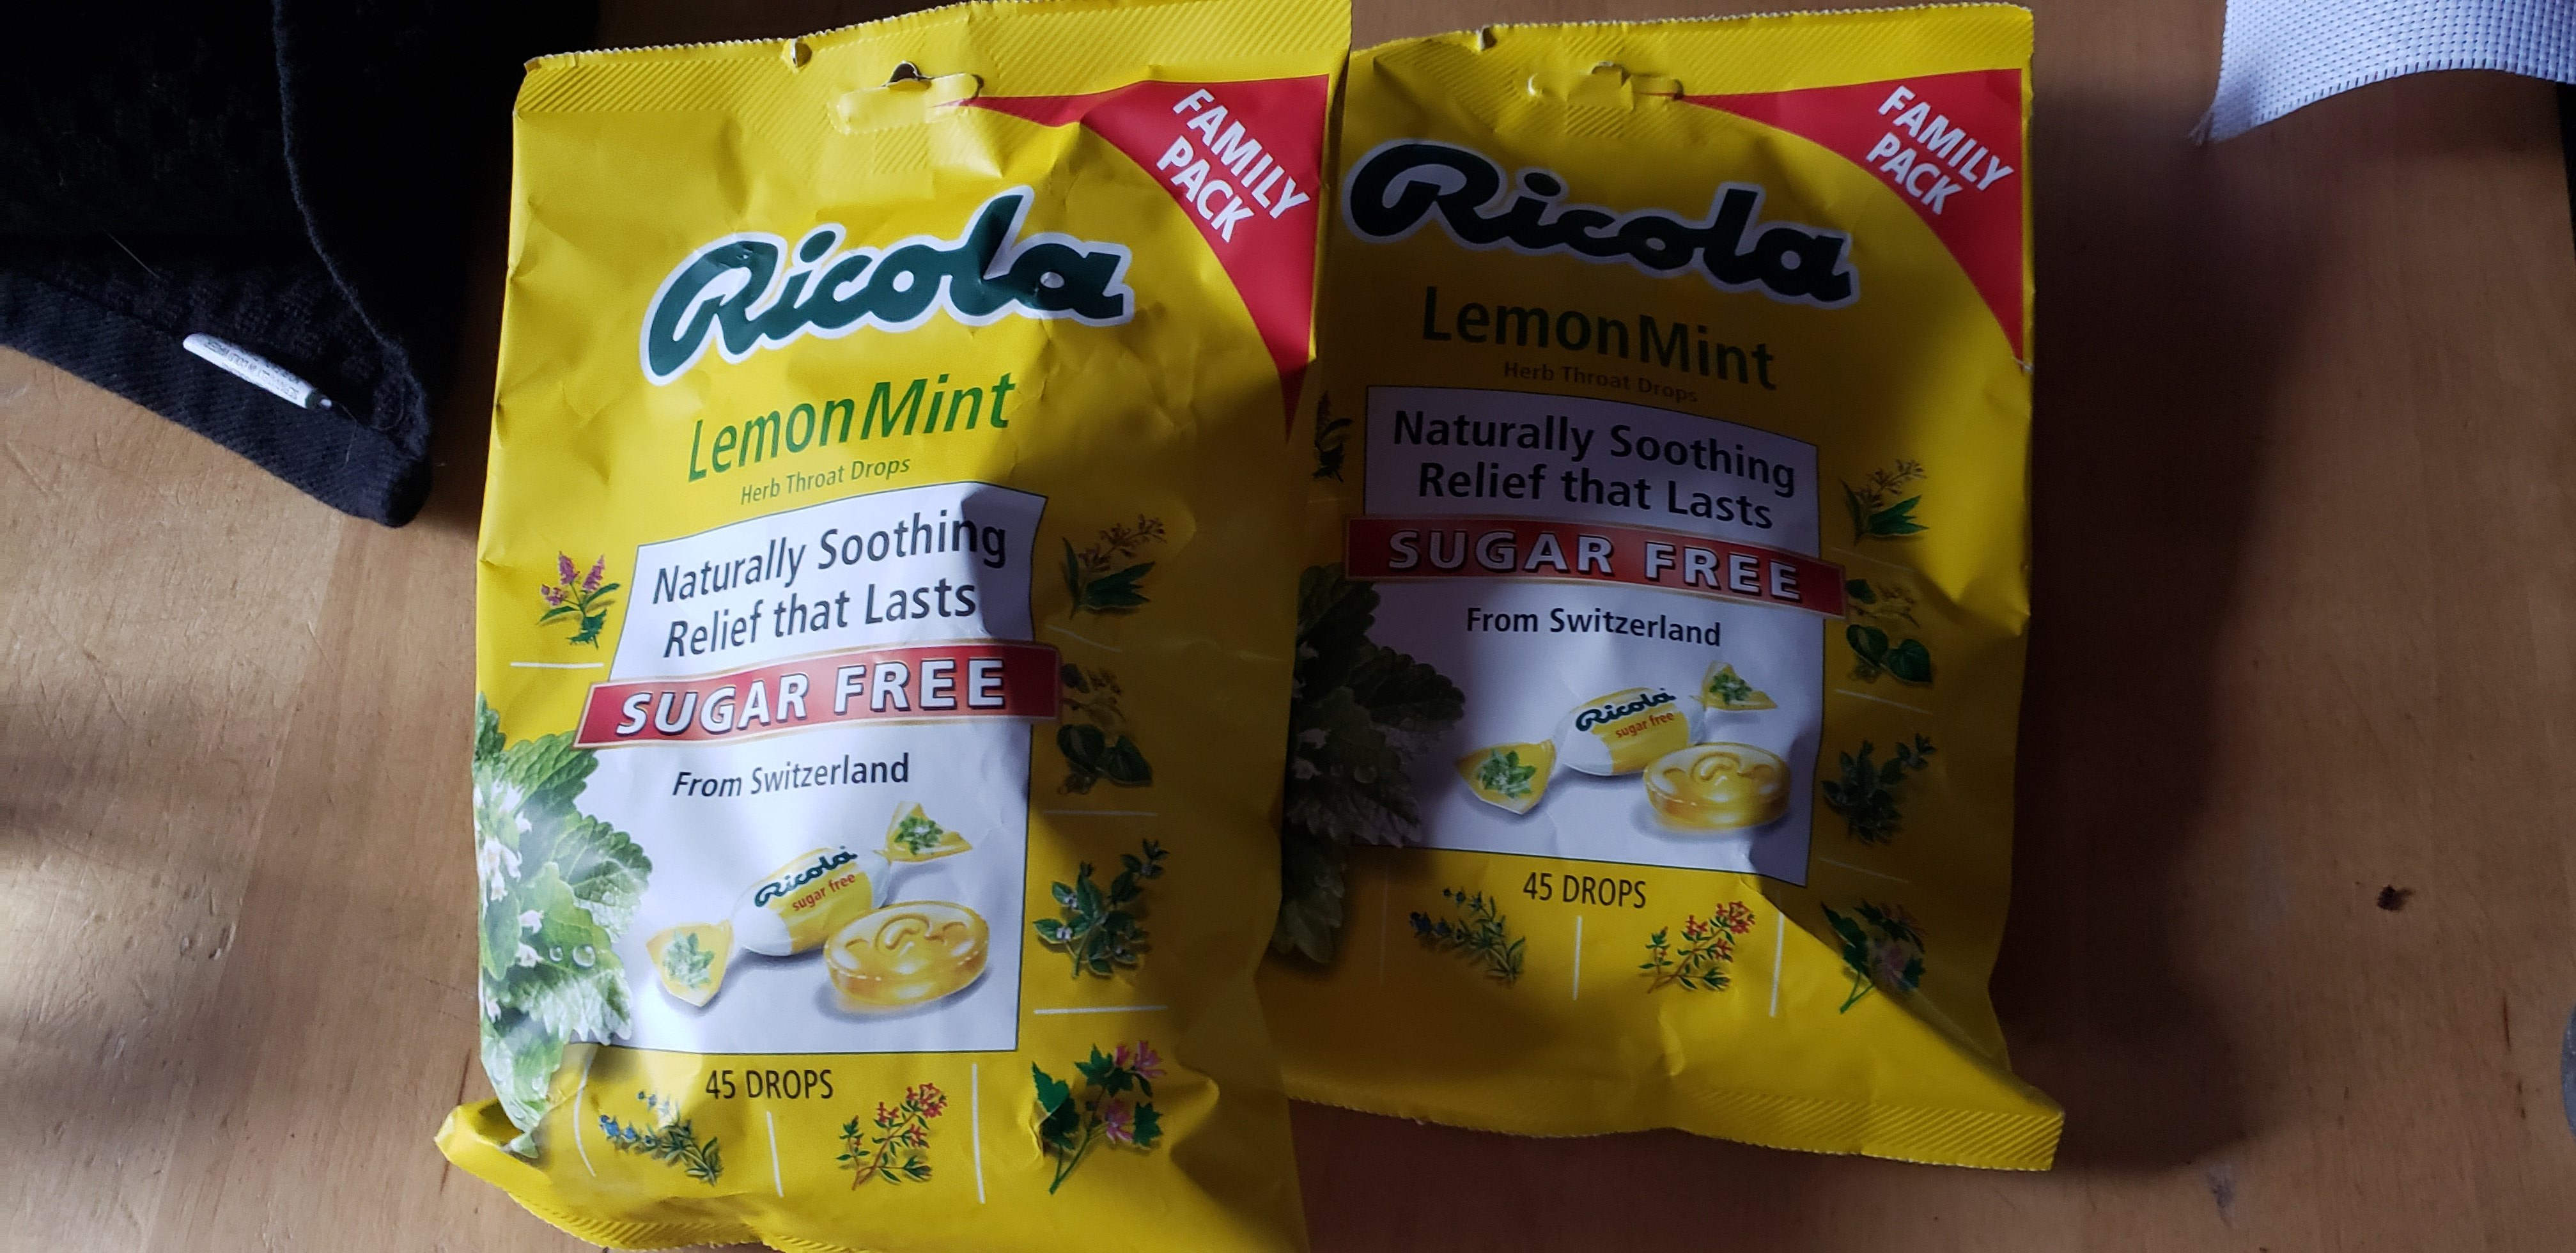 FAMILY
PACK
Ricola
LemonMint
Herb Throat Drops
Naturally Soothing
Relief that Lasts
SUGAR FREE
From Switzerland
Ricola
sugar free
45 DROPS
FAMILY
PACK
Ricola
LemonMint
Herb Throat Drops
Naturally Soothing
Relief that Lasts
SUGAR FREE
From Switzerland
Ricola
sugar free
45 DROPS